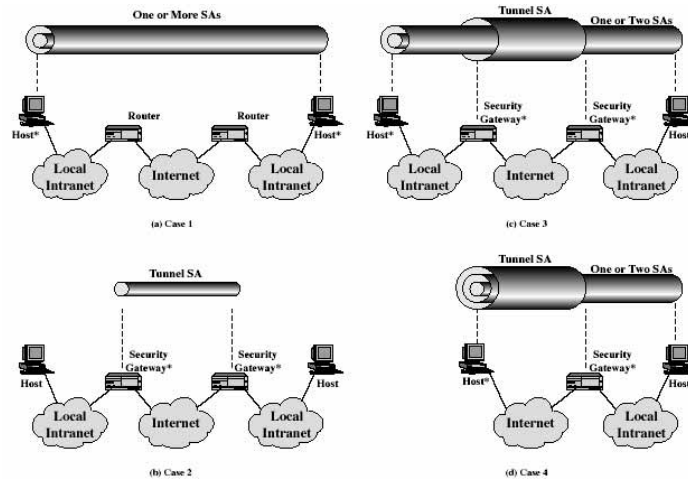 One or More SAs
Router
Router
Host*
Host*
Local
Intranet
Internet
Local
Intranet
(a) Case 1
Tunnel SA
One or Two SAs
Security
Gateway*
Security
Gateway*
Host*
Host*
Local
Intranet
Internet
Local
Intranet
(c) Case 3
Tunnel SA
Security
Gateway*
Security
Gateway*
Host
Host
Local
Intranet
Internet
Local
Intranet
(b) Case 2
Tunnel SA
One or Two SAs
Security
Gateway*
Host*
Host
Internet
Local
Intranet
(d) Case 4